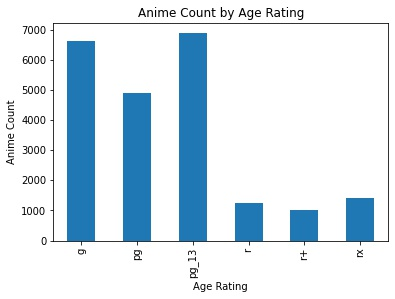 Anime Count by Age Rating
Anime Count
7000
6000
5000
4000
3000
2000
1000
0
g
pg
pg_13
r
r+
rx
Age Rating